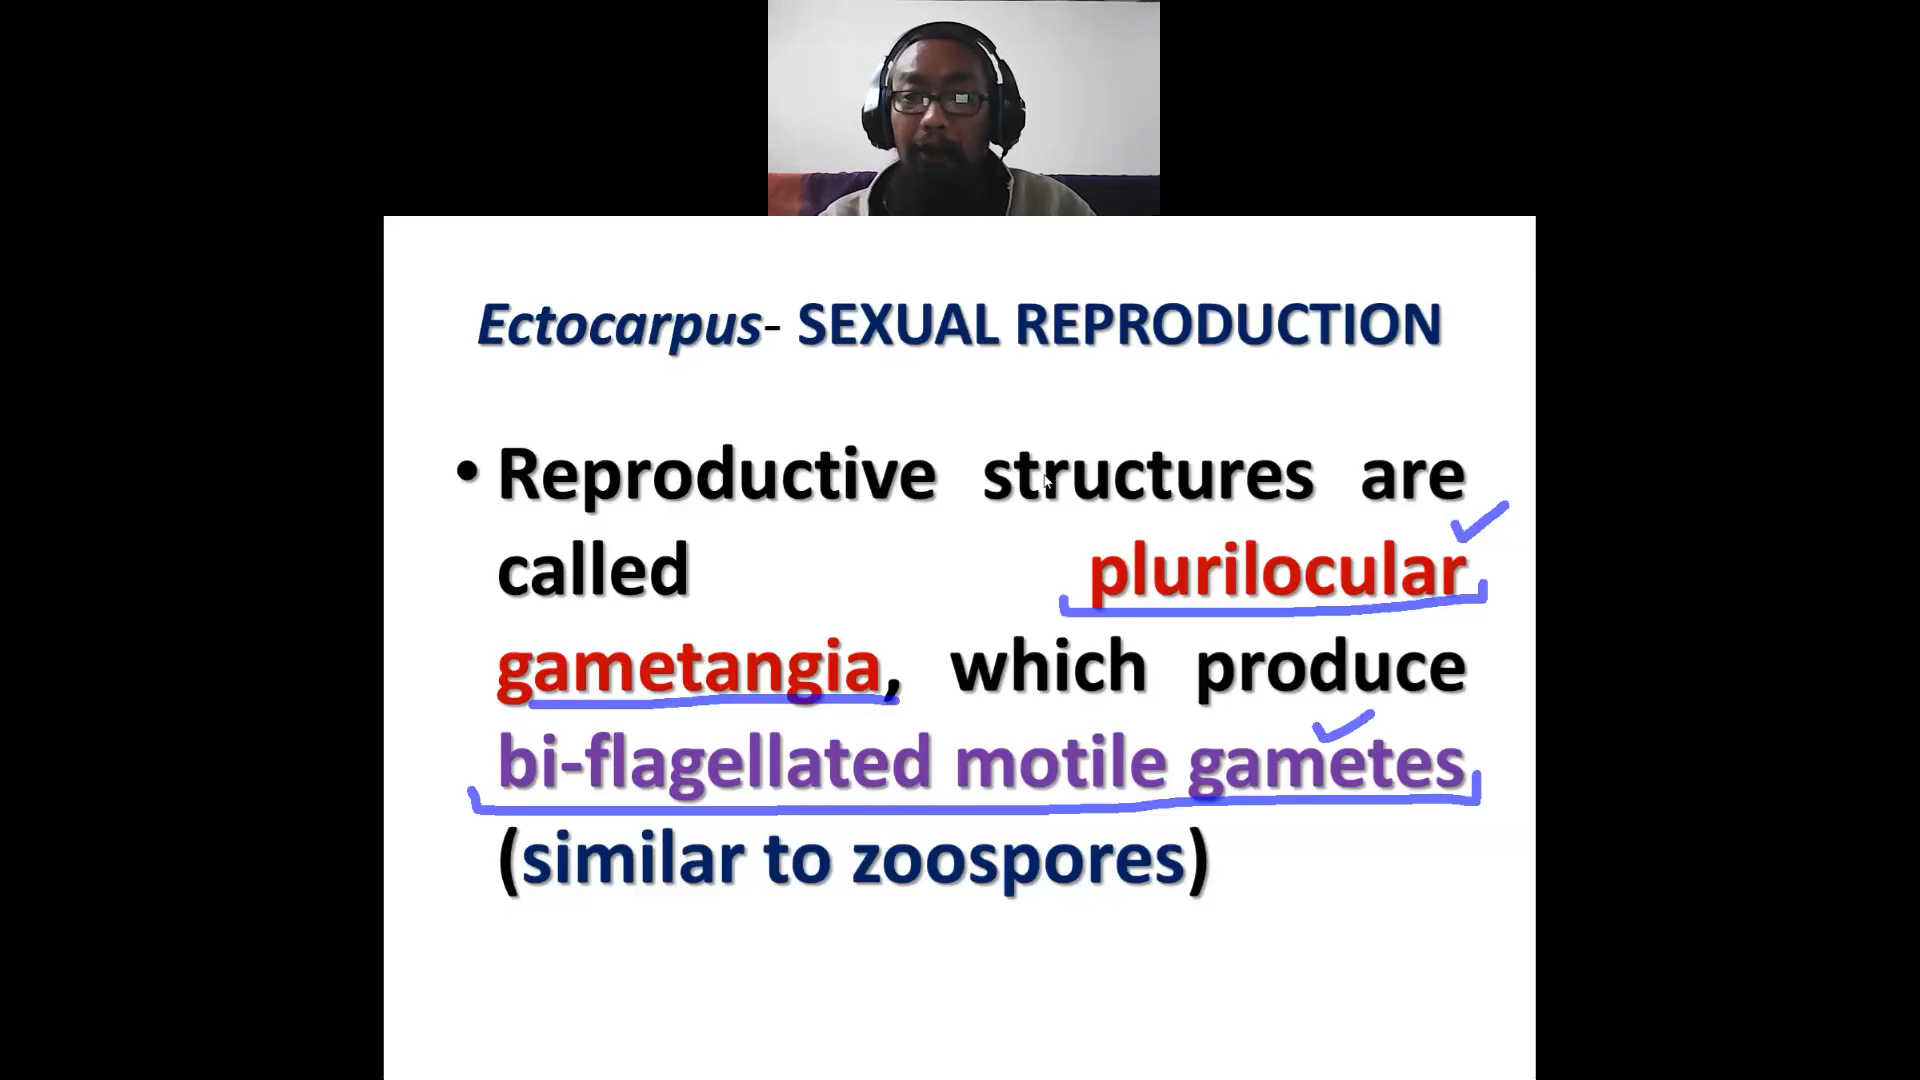 Ectocarpus- SEXUAL REPRODUCTION
• Reproductive structures are
called plurilocular
gametangia, which produce
bi-flagellated motile gametes
(similar to zoospores)